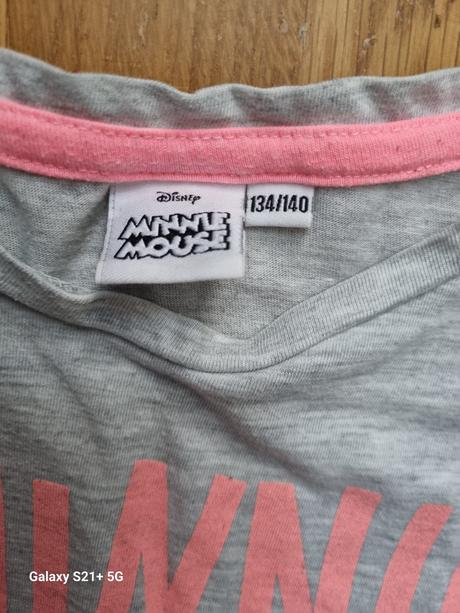 Disney
MINNIE
MOUSE
134/140
Galaxy S21+ 5G